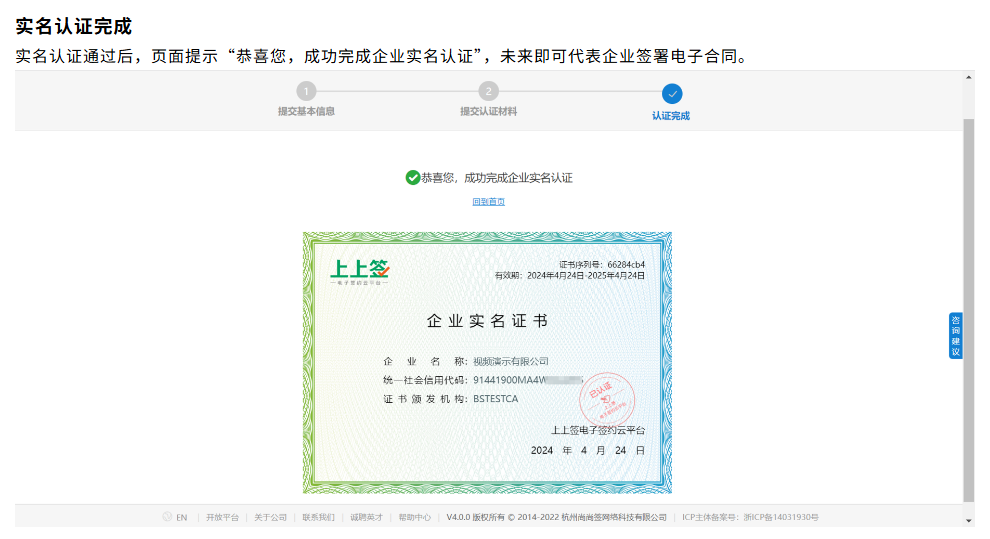 实名认证完成
实名认证通过后，页面提示“恭喜您，成功完成企业实名认证”，未来即可代表企业签署电子合同。
1
2
提交基本信息
提交认证材料
认证完成
恭喜您，成功完成企业实名认证
回到首页
上上签
电子签约云平台
证书序列号：66284cb4
有效期：2024年4月24日-2025年4月24日
企业实名证书
企业名称：视频演示有限公司
统一社会信用代码：91441900MA4W
证书颁发机构：BSTESTCA
已认证
上上签电子签约云平台
2024 年 4 月 24 日
咨询建议
EN | 开放平台 | 关于公司 | 联系我们 | 诚聘英才 | 帮助中心 | V4.0.0 版权所有 © 2014-2022 杭州尚尚签网络科技有限公司 | ICP主体备案号：浙ICP备14031930号